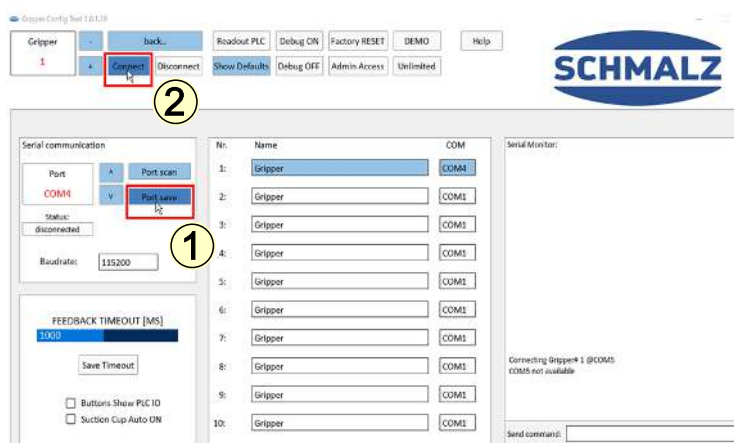 Gripper Config Tool 1.0.1.19
Gripper
1
-
+
back..
Connect
Disconnect
Readout PLC
Debug ON
Factory RESET
DEMO
Help
Show Defaults
Debug OFF
Admin Access
Unlimited
SCHMALZ
2
Serial communication
Port
COM4
Status:
disconnected
Baudrate:
115200
∧
∨
Port scan
Port save
1
FEEDBACK TIMEOUT [MS]
1000
Save Timeout
Buttons Show PLC IO
Suction Cup Auto ON
Nr. Name COM
1: Gripper COM4
2: Gripper COM1
3: Gripper COM1
4: Gripper COM1
5: Gripper COM1
6: Gripper COM1
7: Gripper COM1
8: Gripper COM1
9: Gripper COM1
10: Gripper COM1
Serial Monitor:
Connecting Gripper# 1 @COM5
COM5 not available
Send command: